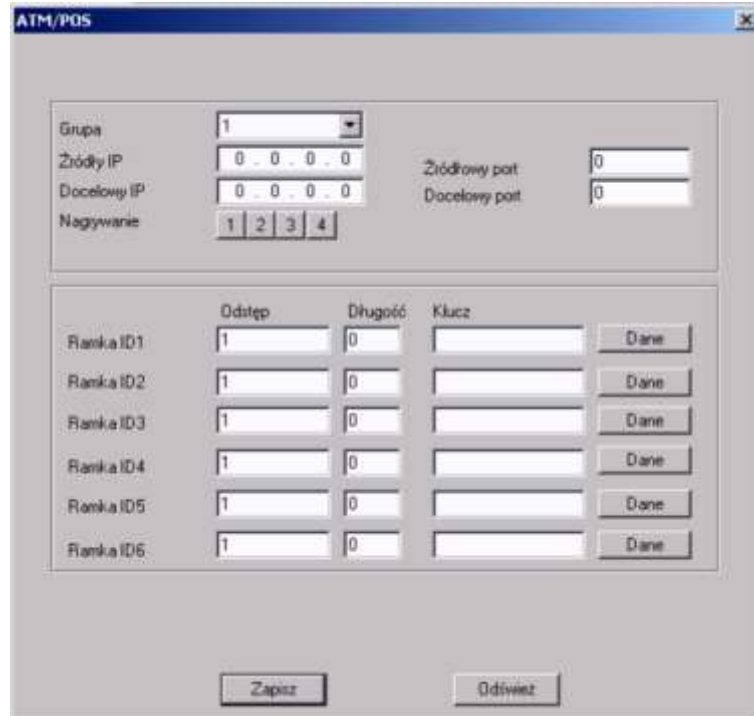 ATM/POS
Grupa 1
Źródły IP 0 . 0 . 0 . 0 Źródłowy port 0
Docelowy IP 0 . 0 . 0 . 0 Docelowy port 0
Nagrywanie 1 2 3 4
Odstęp Długość Klucz
Ramka ID1 1 0 Dane
Ramka ID2 1 0 Dane
Ramka ID3 1 0 Dane
Ramka ID4 1 0 Dane
Ramka ID5 1 0 Dane
Ramka ID6 1 0 Dane
Zapisz Odśwież